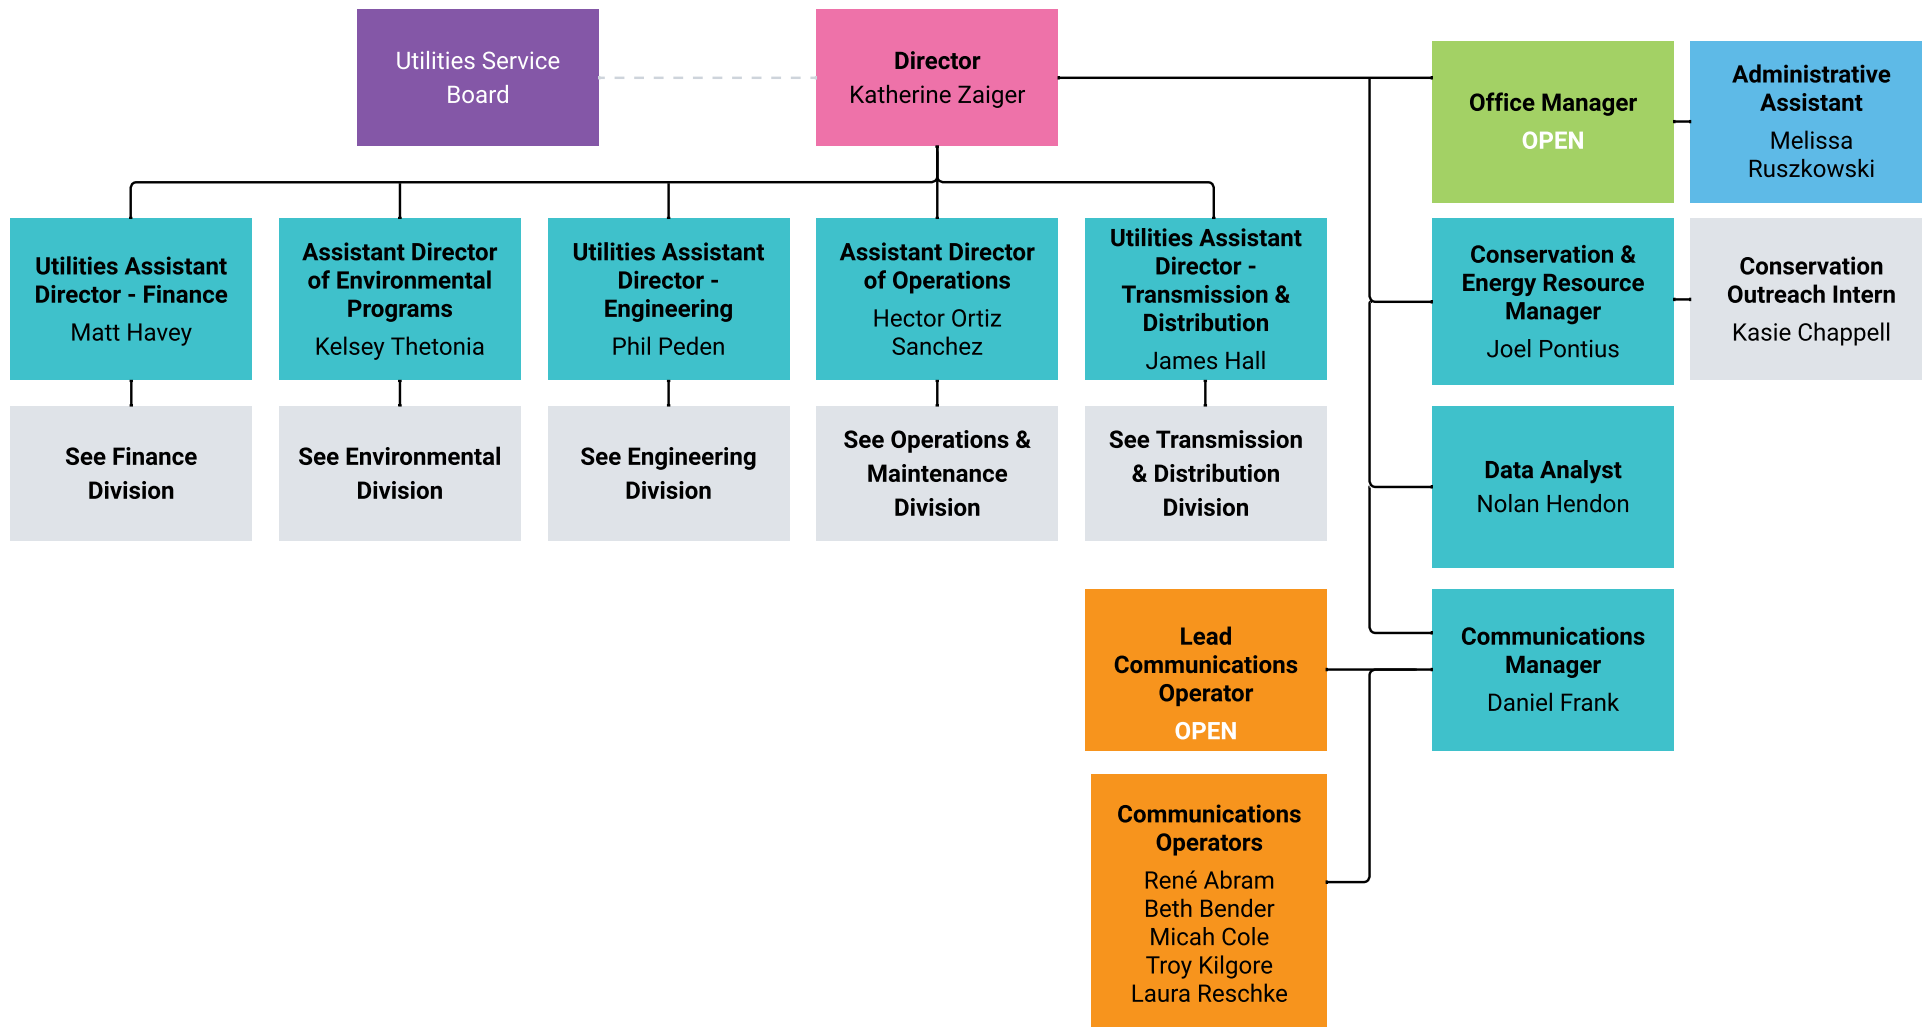 Utilities Service
Board
Director
Katherine Zaiger
Office Manager
OPEN
Administrative
Assistant
Melissa
Ruszkowski
Utilities Assistant
Director - Finance
Matt Havey
Assistant Director
of Environmental
Programs
Kelsey Thetonia
Utilities Assistant
Director -
Engineering
Phil Peden
Assistant Director
of Operations
Hector Ortiz
Sanchez
Utilities Assistant
Director -
Transmission &
Distribution
James Hall
Conservation &
Energy Resource
Manager
Joel Pontius
Conservation
Outreach Intern
Kasie Chappell
See Finance
Division
See Environmental
Division
See Engineering
Division
See Operations &
Maintenance
Division
See Transmission
& Distribution
Division
Data Analyst
Nolan Hendon
Lead
Communications
Operator
OPEN
Communications
Manager
Daniel Frank
Communications
Operators
René Abram
Beth Bender
Micah Cole
Troy Kilgore
Laura Reschke